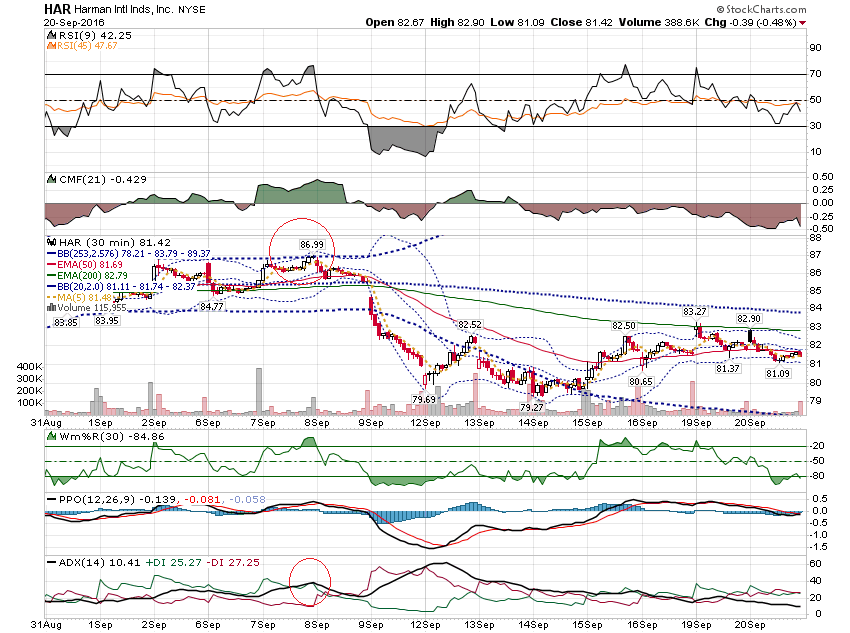 HAR Harman Intl Inds, Inc. NYSE © StockCharts.com
20-Sep-2016 Open 82.67 High 82.90 Low 81.09 Close 81.42 Volume 388.6K Chg -0.39 (-0.48%)
RSI(9) 42.25
RSI(45) 47.67
90
70
50
30
10
CMF(21) -0.429
0.50
0.25
0.00
-0.25
-0.50
HAR (30 min) 81.42
BB(253,2.576) 78.21 - 83.79 - 89.37
EMA(50) 81.69
EMA(200) 82.79
BB(20,2.0) 81.11 - 81.74 - 82.37
MA(5) 81.48
Volume 115,955
86.99
83.85
83.95
84.77
79.69
82.52
79.27
82.50
80.65
83.27
81.37
82.90
81.09
88
87
86
85
84
83
82
81
80
79
400K
300K
200K
100K
31Aug 1Sep 2Sep 6Sep 7Sep 8Sep 9Sep 12Sep 13Sep 14Sep 15Sep 16Sep 19Sep 20Sep
Wm%R(30) -84.86
-20
-50
-80
PPO(12,26,9) -0.139, -0.081, -0.058
0.5
0.0
-0.5
-1.0
-1.5
ADX(14) 10.41 +DI 25.27 -DI 27.25
60
40
20
0
31Aug 1Sep 2Sep 6Sep 7Sep 8Sep 9Sep 12Sep 13Sep 14Sep 15Sep 16Sep 19Sep 20Sep